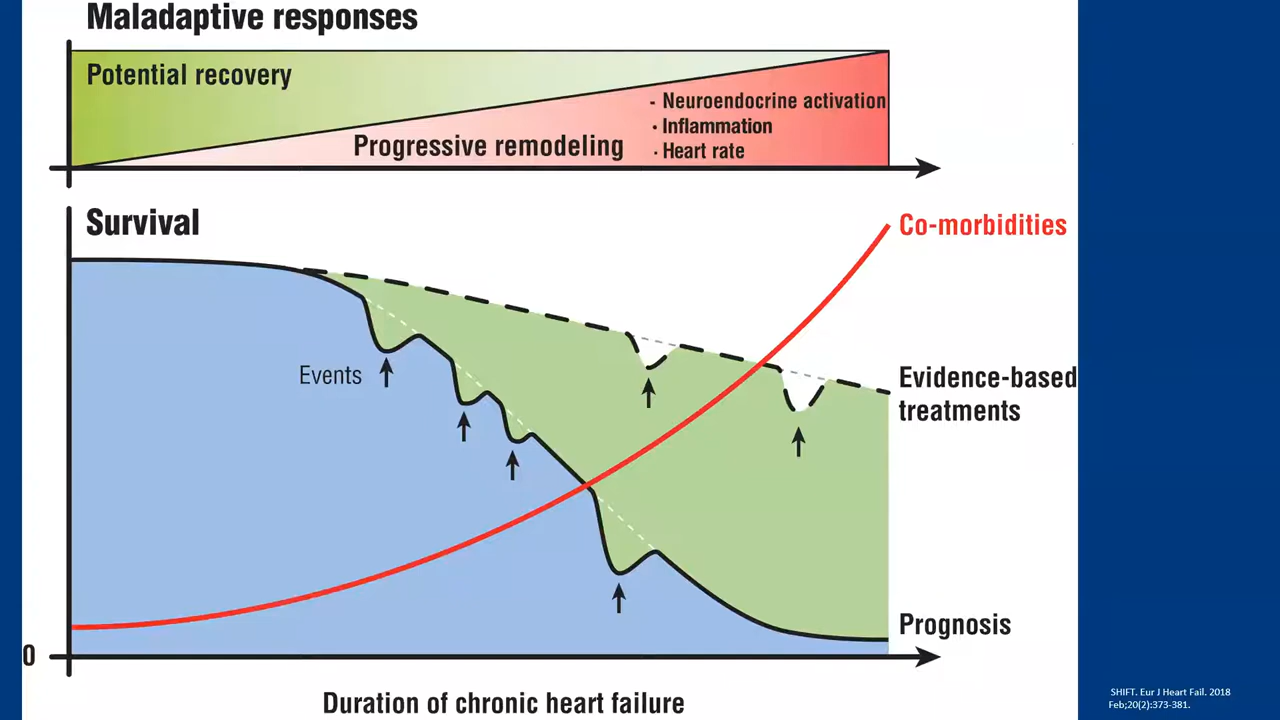 Maladaptive responses
Potential recovery
- Neuroendocrine activation
· Inflammation
· Heart rate
Progressive remodeling
Survival
Co-morbidities
Events
Evidence-based
treatments
Prognosis
0
Duration of chronic heart failure
SHIFT. Eur J Heart Fail. 2018
Feb;20(2):373-381.